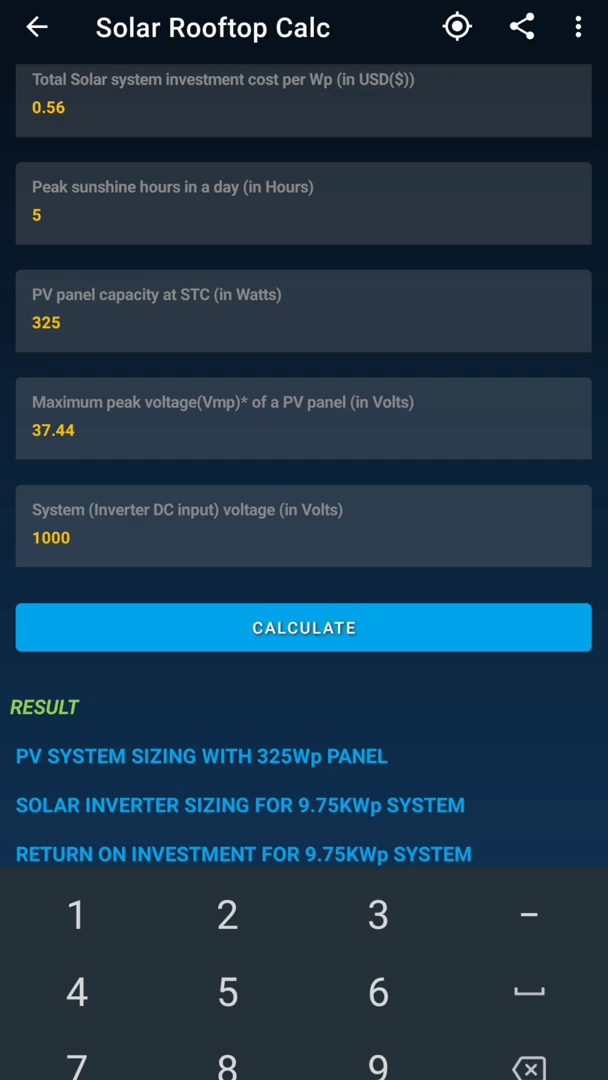 Solar Rooftop Calc
Total Solar system investment cost per Wp (in USD($))
0.56
Peak sunshine hours in a day (in Hours)
5
PV panel capacity at STC (in Watts)
325
Maximum peak voltage(Vmp)* of a PV panel (in Volts)
37.44
System (Inverter DC input) voltage (in Volts)
1000
CALCULATE
RESULT
PV SYSTEM SIZING WITH 325Wp PANEL
SOLAR INVERTER SIZING FOR 9.75KWp SYSTEM
RETURN ON INVESTMENT FOR 9.75KWp SYSTEM
1 2 3 –
4 5 6
7 8 9